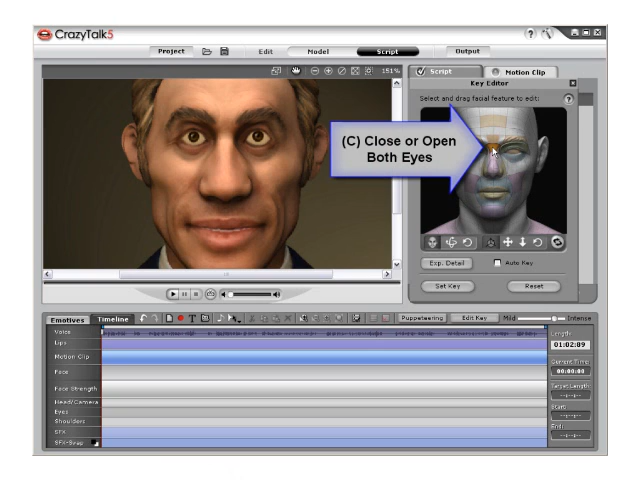 CrazyTalk5
Project Edit Model Script Output
151%
Script Motion Clip
Key Editor
Select and drag facial feature to edit:
(C) Close or Open
Both Eyes
Exp. Detail Auto Key
Set Key Reset
Emotives Timeline Puppeteering Edit Key Mild Intense
Voice
Lips
Motion Clip
Face
Face Strength
Head/Camera
Eyes
Shoulders
SFX
SFX-Swap
Length:
01:02:89
Current Time:
00:00:00
Target Length:
--:--:--
Start:
--:--:--
End:
--:--:--